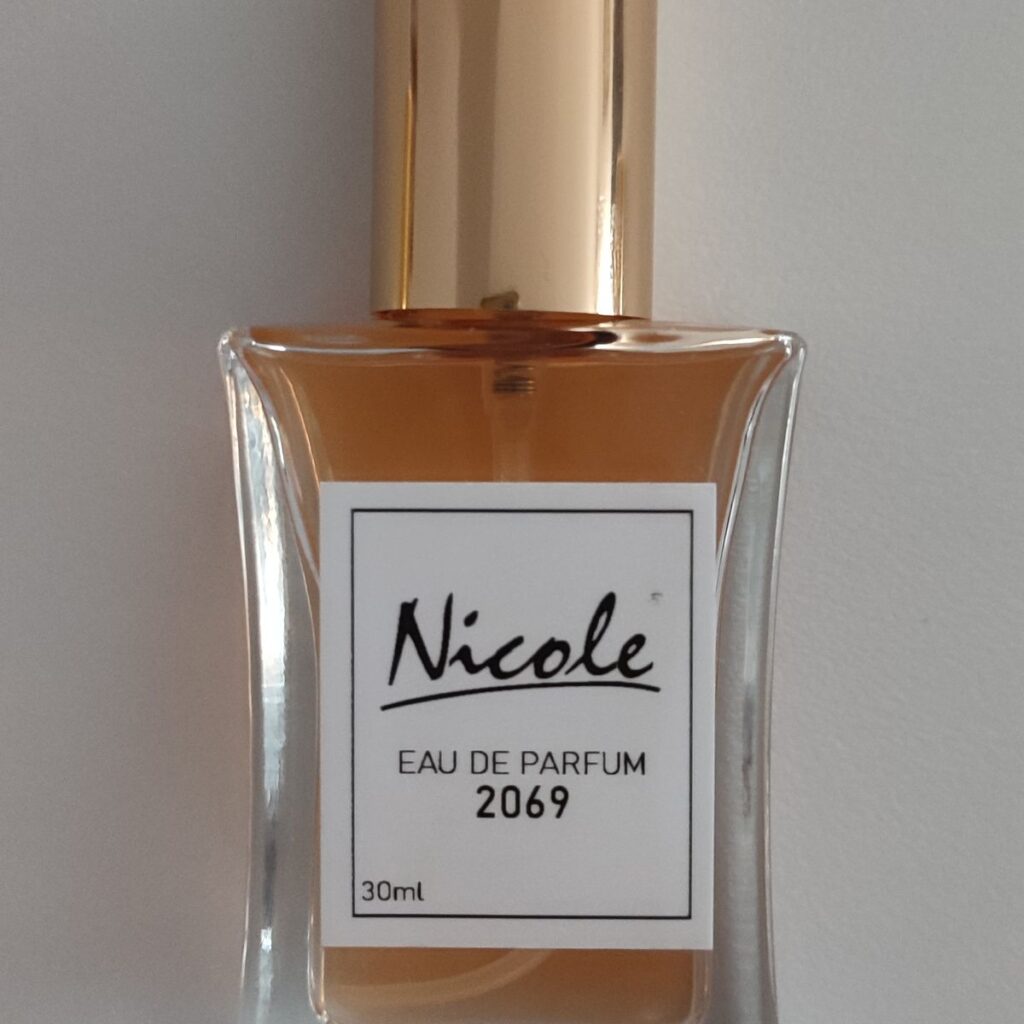 Nicole
EAU DE PARFUM
2069
30ml